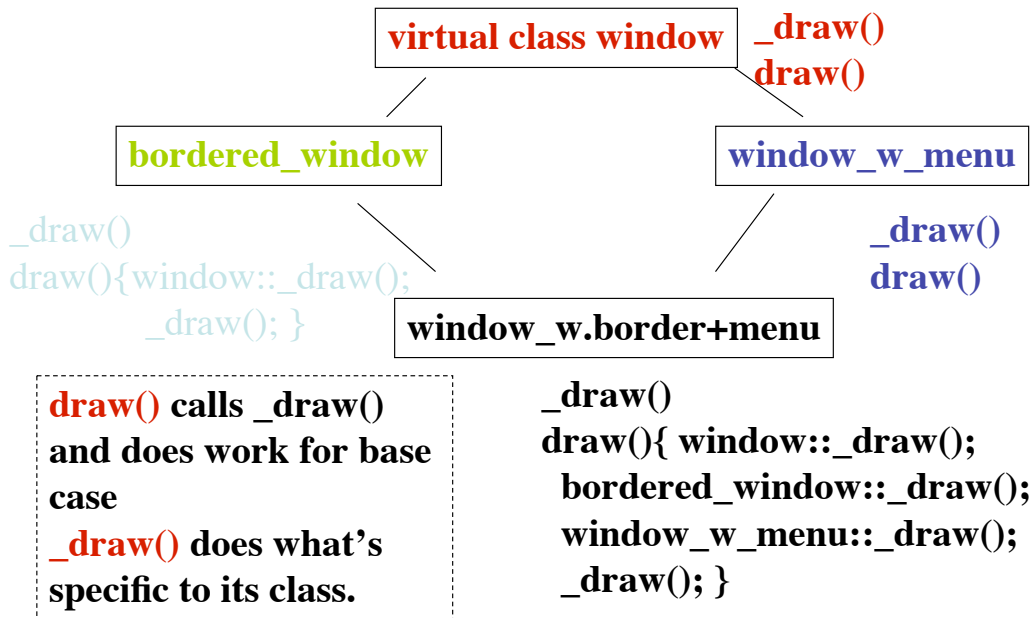 virtual class window
_draw()
draw()
bordered_window
window_w_menu
_draw()
draw(){window::_draw();
_draw(); }
_draw()
draw()
window_w.border+menu
draw() calls _draw()
and does work for base
case
_draw() does what’s
specific to its class.
_draw()
draw(){ window::_draw();
bordered_window::_draw();
window_w_menu::_draw();
_draw(); }